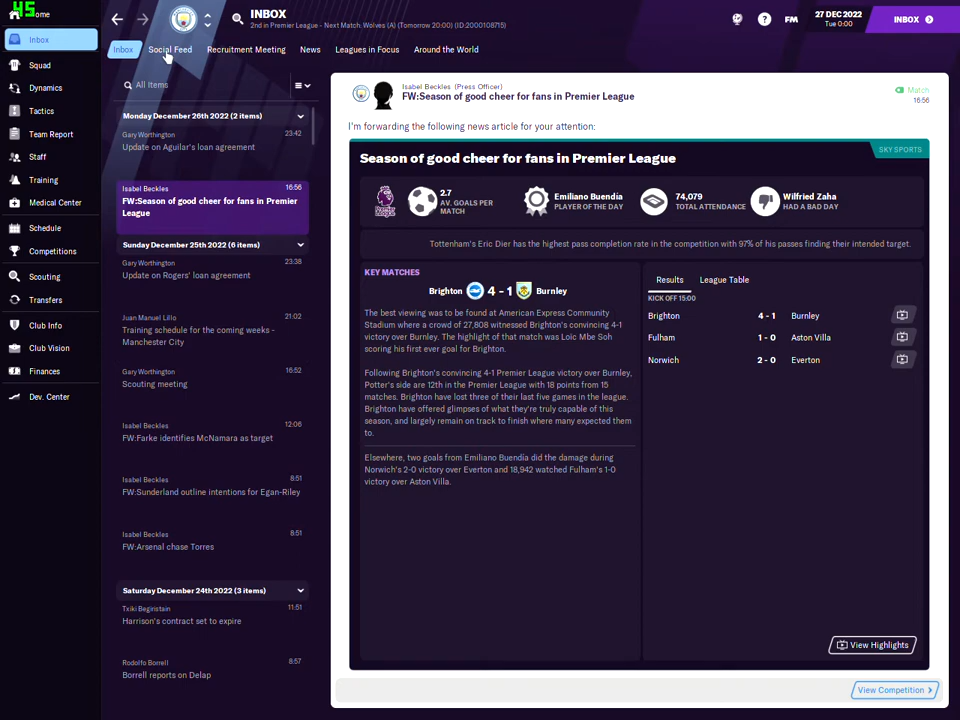 45
ome
INBOX
2nd in Premier League - Next Match: Wolves (A) (Tomorrow 20:00) (ID:2000108715)
FM
27 DEC 2022
Tue 0:00
INBOX
Inbox
Social Feed
Recruitment Meeting
News
Leagues in Focus
Around the World
Inbox
Squad
Dynamics
Tactics
Team Report
Staff
Training
Medical Center
Schedule
Competitions
Scouting
Transfers
Club Info
Club Vision
Finances
Dev. Center
All Items
Monday December 26th 2022 (2 items)
Gary Worthington 23:42
Update on Aguilar's loan agreement
Isabel Beckles 16:56
FW:Season of good cheer for fans in Premier
League
Sunday December 25th 2022 (6 items)
Gary Worthington 23:38
Update on Rogers' loan agreement
Juan Manuel Lillo 21:02
Training schedule for the coming weeks -
Manchester City
Gary Worthington 16:52
Scouting meeting
Isabel Beckles 12:06
FW:Farke identifies McNamara as target
Isabel Beckles 8:51
FW:Sunderland outline intentions for Egan-Riley
Isabel Beckles 8:51
FW:Arsenal chase Torres
Saturday December 24th 2022 (3 items)
Txiki Begiristain 11:51
Harrison's contract set to expire
Rodolfo Borrell 8:57
Borrell reports on Delap
Isabel Beckles (Press Officer)
FW:Season of good cheer for fans in Premier League
Match
16:56
I'm forwarding the following news article for your attention:
SKY SPORTS
Season of good cheer for fans in Premier League
2.7
AV. GOALS PER
MATCH
Emiliano Buendía
PLAYER OF THE DAY
74,079
TOTAL ATTENDANCE
Wilfried Zaha
HAD A BAD DAY
Tottenham's Eric Dier has the highest pass completion rate in the competition with 97% of his passes finding their intended target.
KEY MATCHES
Brighton 4 - 1 Burnley
The best viewing was to be found at American Express Community
Stadium where a crowd of 27,808 witnessed Brighton's convincing 4-1
victory over Burnley. The highlight of that match was Loïc Mbe Soh
scoring his first ever goal for Brighton.
Following Brighton's convincing 4-1 Premier League victory over Burnley,
Potter's side are 12th in the Premier League with 18 points from 15
matches. Brighton have lost three of their last five games in the league.
Brighton have offered glimpses of what they're truly capable of this
season, and largely remain on track to finish where many expected them
to.
Elsewhere, two goals from Emiliano Buendía did the damage during
Norwich's 2-0 victory over Everton and 18,942 watched Fulham's 1-0
victory over Aston Villa.
Results
League Table
KICK OFF 15:00
Brighton 4 - 1 Burnley
Fulham 1 - 0 Aston Villa
Norwich 2 - 0 Everton
View Highlights
View Competition